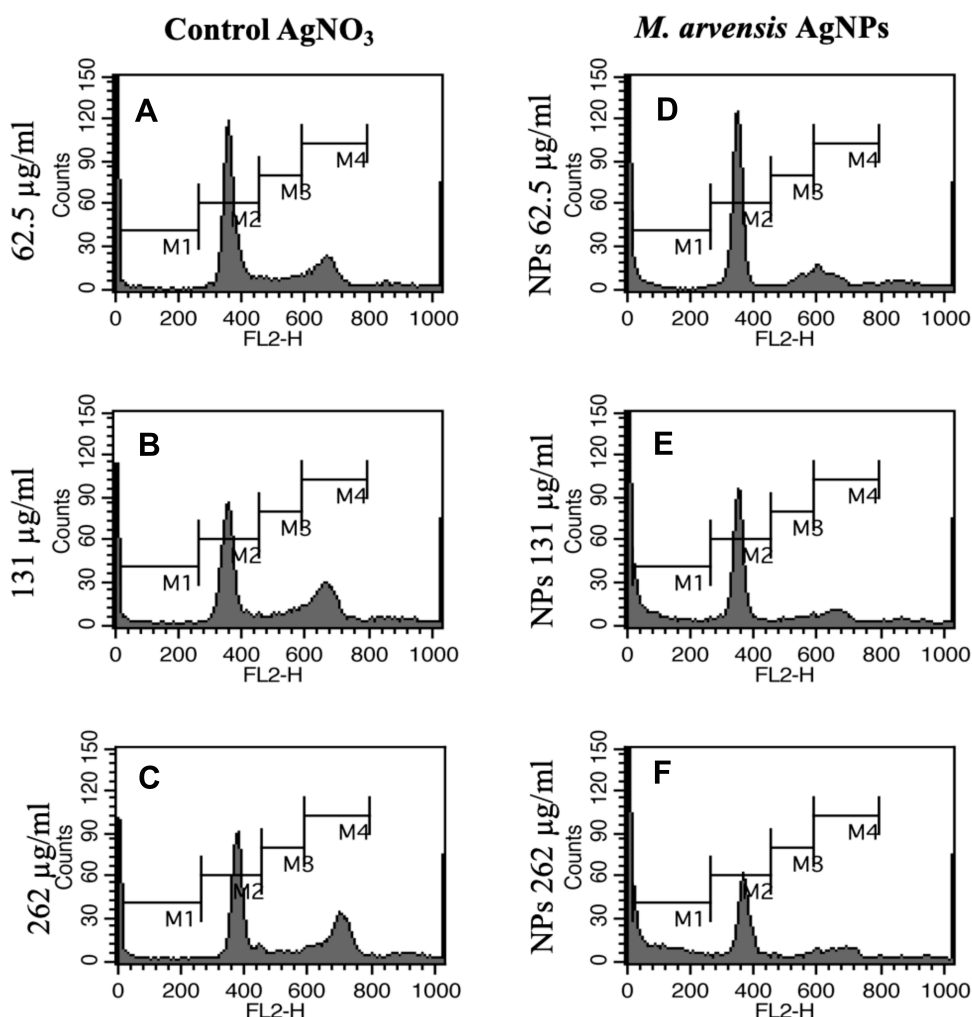 Control AgNO₃
M. arvensis AgNPs
62.5 µg/ml
Counts
150
120
90
60
30
0
A
M1
M2
M3
M4
0 200 400 600 800 1000
FL2-H
NPs 62.5 µg/ml
Counts
150
120
90
60
30
0
D
M1
M2
M3
M4
0 200 400 600 800 1000
FL2-H
131 µg/ml
Counts
150
120
90
60
30
0
B
M1
M2
M3
M4
0 200 400 600 800 1000
FL2-H
NPs 131 µg/ml
Counts
150
120
90
60
30
0
E
M1
M2
M3
M4
0 200 400 600 800 1000
FL2-H
262 µg/ml
Counts
150
120
90
60
30
0
C
M1
M2
M3
M4
0 200 400 600 800 1000
FL2-H
NPs 262 µg/ml
Counts
150
120
90
60
30
0
F
M1
M2
M3
M4
0 200 400 600 800 1000
FL2-H